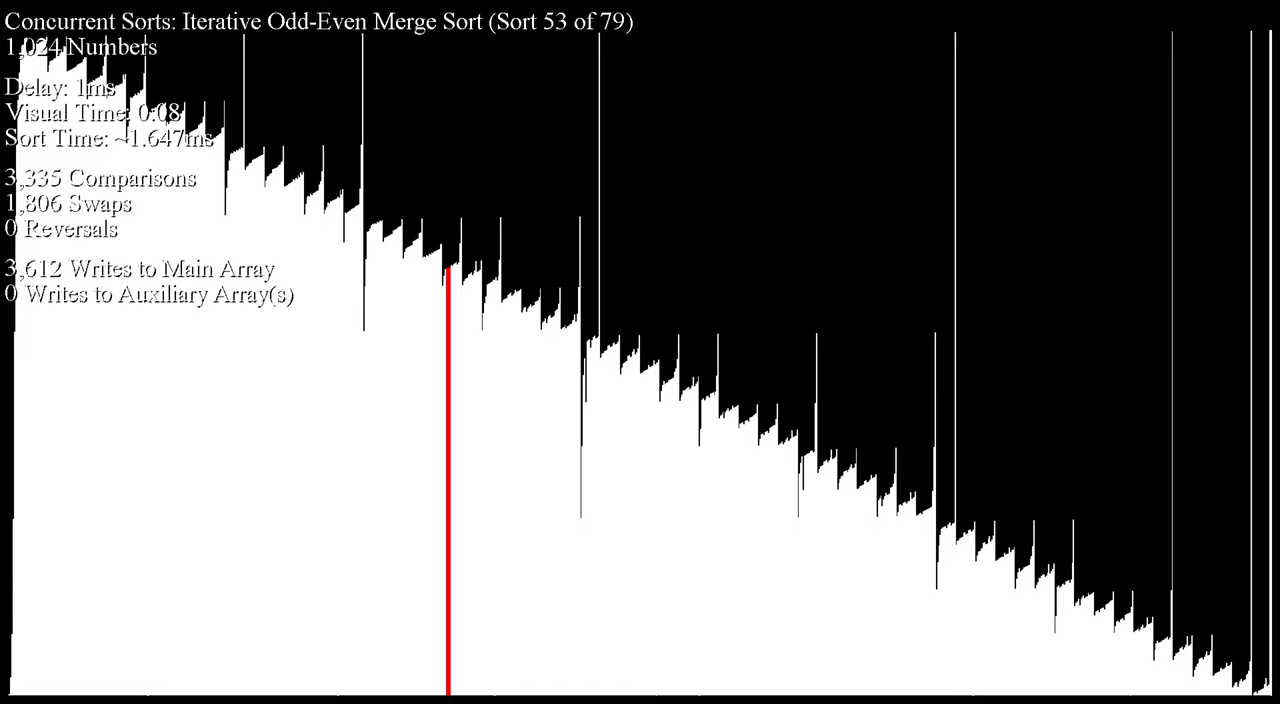 Concurrent Sorts: Iterative Odd-Even Merge Sort (Sort 53 of 79)
1,024 Numbers
Delay: 1ms
Visual Time: 0:08
Sort Time: ~1.647ms
3,335 Comparisons
1,806 Swaps
0 Reversals
3,612 Writes to Main Array
0 Writes to Auxiliary Array(s)